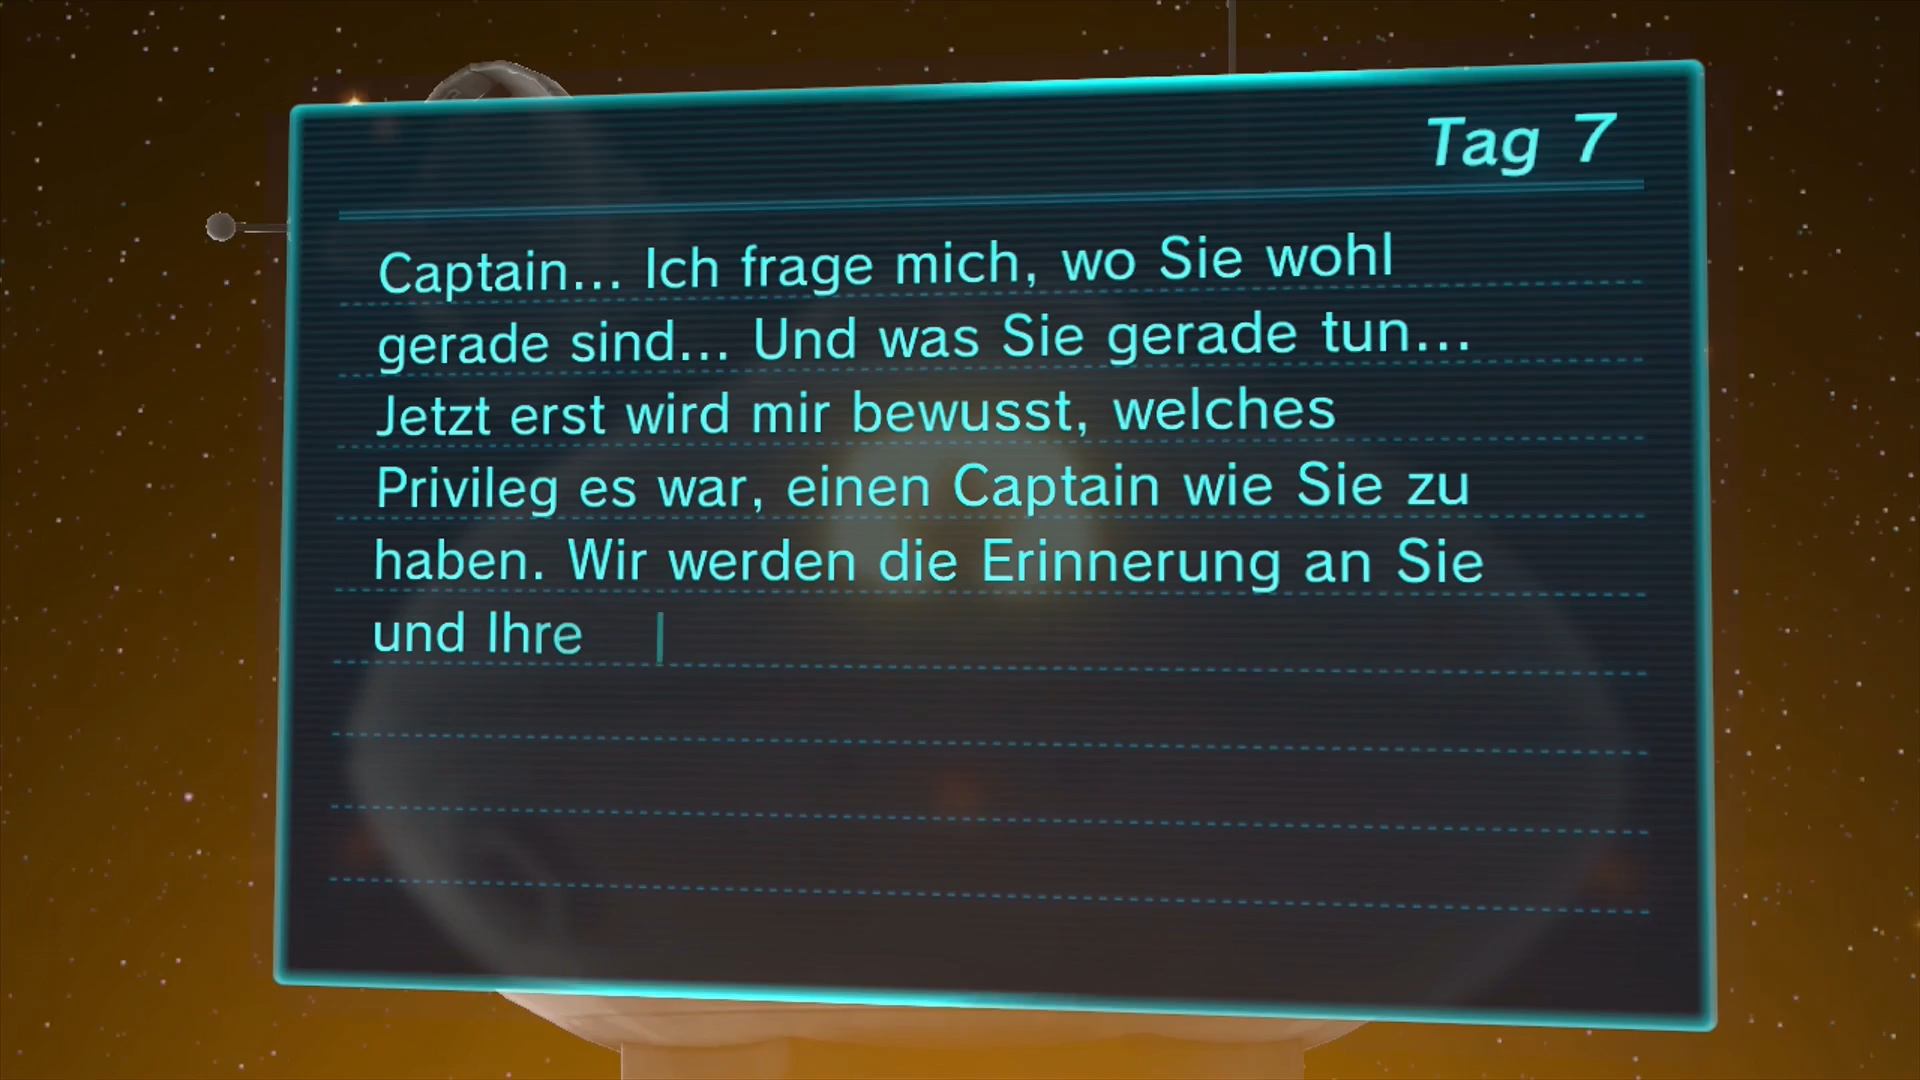 Tag 7
Captain... Ich frage mich, wo Sie wohl
gerade sind... Und was Sie gerade tun...
Jetzt erst wird mir bewusst, welches
Privileg es war, einen Captain wie Sie zu
haben. Wir werden die Erinnerung an Sie
und Ihre